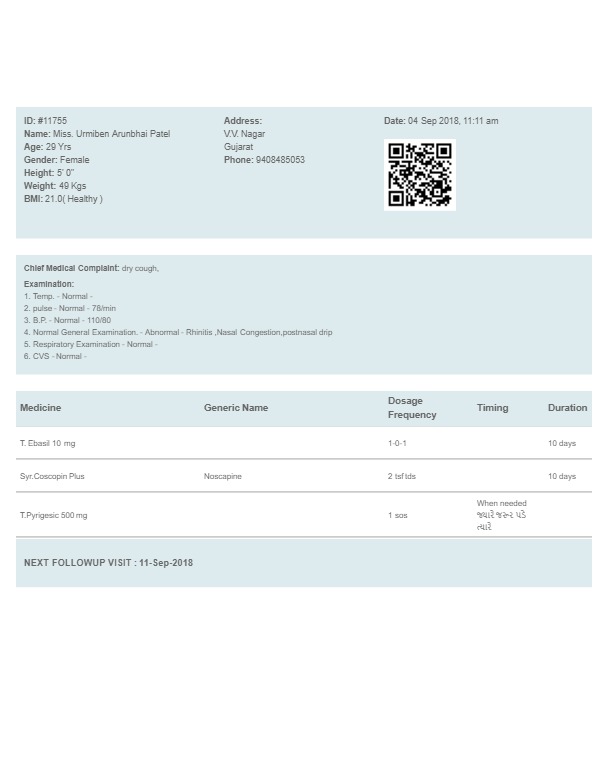 ID: #11755
Name: Miss. Urmiben Arunbhai Patel
Age: 29 Yrs
Gender: Female
Height: 5' 0"
Weight: 49 Kgs
BMI: 21.0( Healthy )
Address:
V.V. Nagar
Gujarat
Phone: 9408485053
Date: 04 Sep 2018, 11:11 am
Chief Medical Complaint: dry cough,
Examination:
1. Temp. - Normal -
2. pulse - Normal - 78/min
3. B.P. - Normal - 110/80
4. Normal General Examination. - Abnormal - Rhinitis ,Nasal Congestion,postnasal drip
5. Respiratory Examination - Normal -
6. CVS - Normal -
Medicine Generic Name Dosage Frequency Timing Duration
T. Ebasil 10 mg 1-0-1 10 days
Syr.Coscopin Plus Noscapine 2 tsf tds 10 days
T.Pyrigesic 500 mg 1 sos When needed
જ્યારે જરૂર પડે
ત્યારે
NEXT FOLLOWUP VISIT : 11-Sep-2018